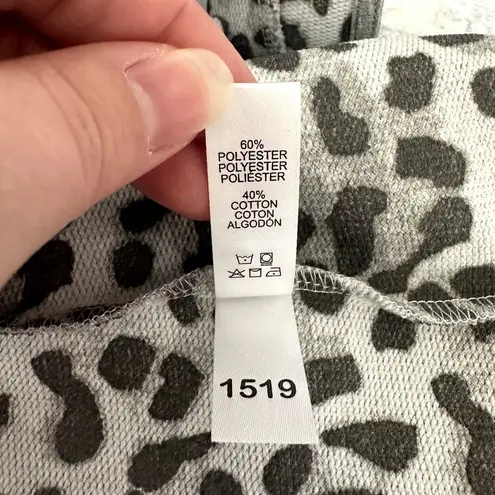 60%
POLYESTER
POLYESTER
POLIÉSTER
40%
COTTON
COTON
ALGODÓN
1519